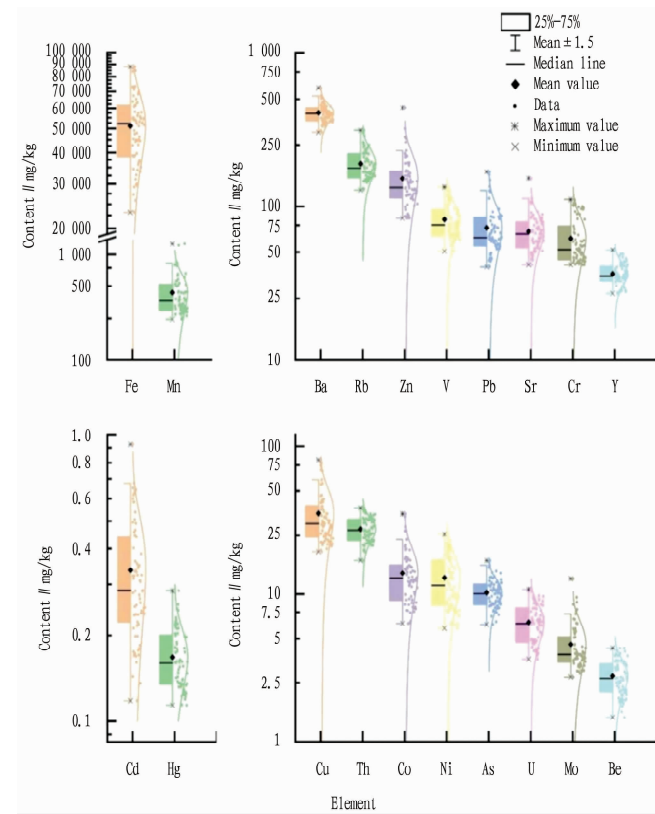 25%-75%
Mean±1.5
Median line
Mean value
Data
Maximum value
Minimum value
Content // mg/kg
100 000
90 000
80 000
70 000
60 000
50 000
40 000
30 000
20 000
1 000
500
100
Fe Mn
Content // mg/kg
1 000
750
500
250
100
75
50
25
10
Ba Rb Zn V Pb Sr Cr Y
Content // mg/kg
1.0
0.8
0.6
0.4
0.2
0.1
Cd Hg
Content // mg/kg
100
75
50
25
10
7.5
5
2.5
1
Cu Th Co Ni As U Mo Be
Element